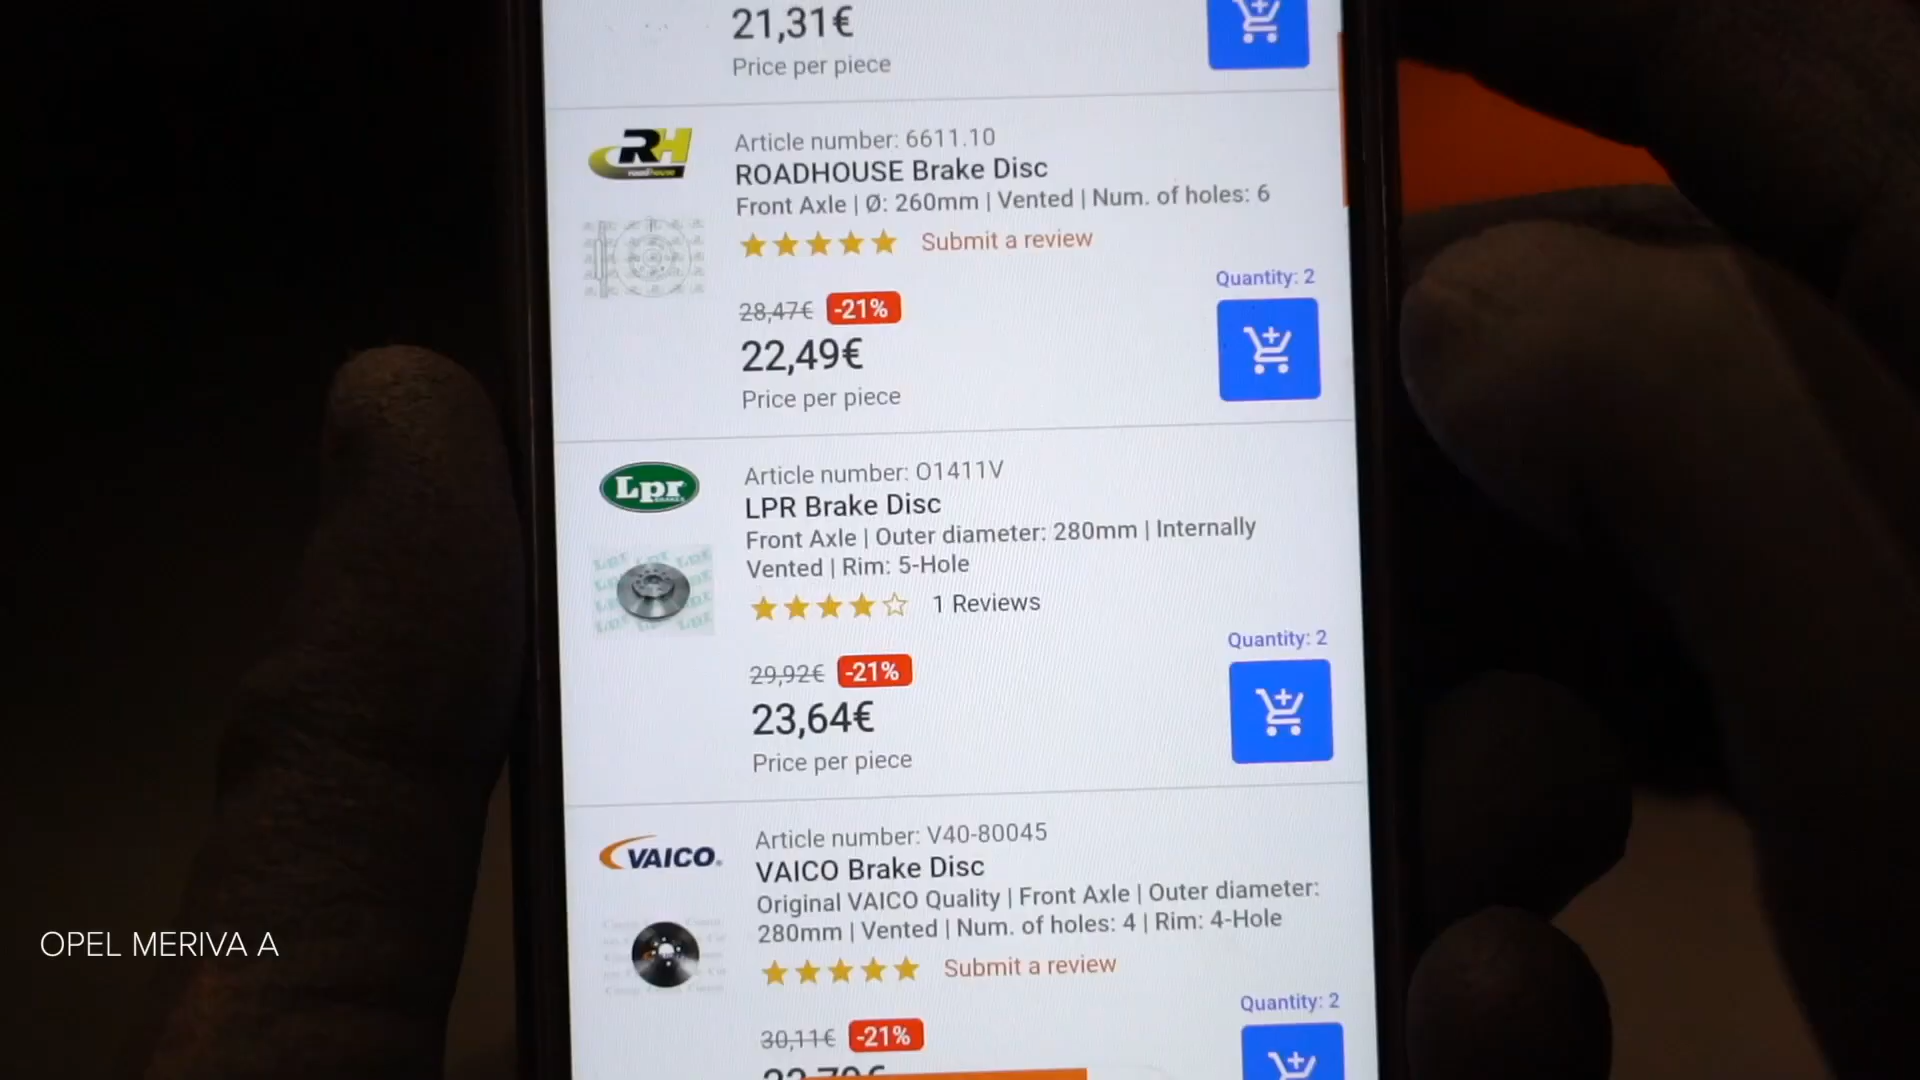 21,31€
Price per piece
RH
roadhouse
Article number: 6611.10
ROADHOUSE Brake Disc
Front Axle | Ø: 260mm | Vented | Num. of holes: 6
Submit a review
Quantity: 2
28,47€ -21%
22,49€
Price per piece
Lpr
Article number: O1411V
LPR Brake Disc
Front Axle | Outer diameter: 280mm | Internally
Vented | Rim: 5-Hole
1 Reviews
Quantity: 2
29,92€ -21%
23,64€
Price per piece
VAICO
Article number: V40-80045
VAICO Brake Disc
Original VAICO Quality | Front Axle | Outer diameter:
280mm | Vented | Num. of holes: 4 | Rim: 4-Hole
Submit a review
Quantity: 2
30,11€ -21%
OPEL MERIVA A